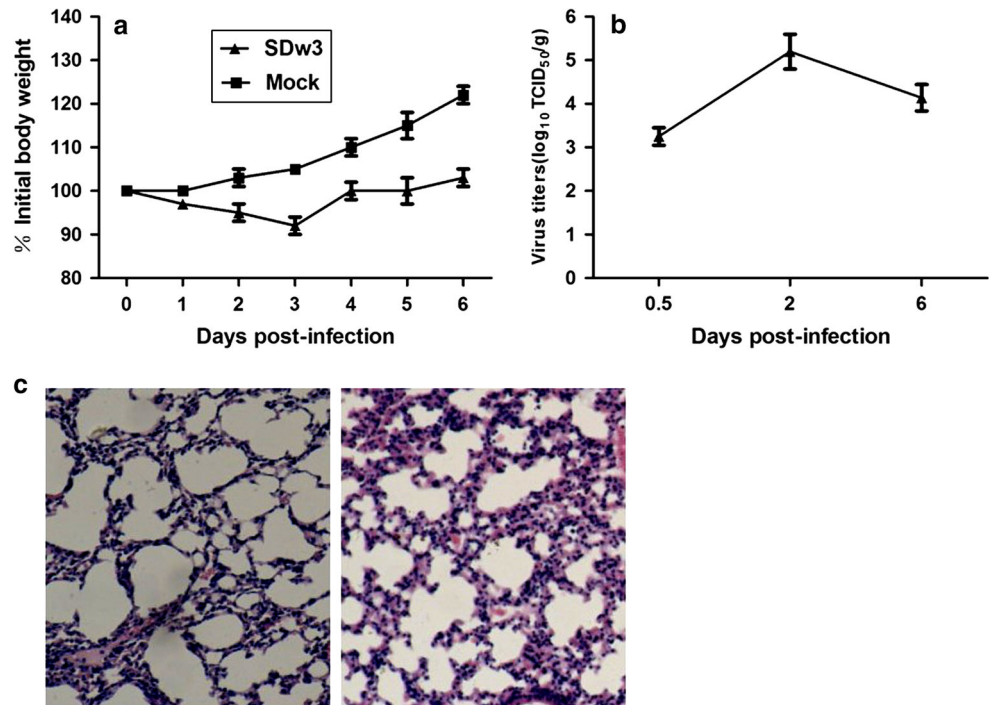 a
% Initial body weight
140
130
120
110
100
90
80
SDw3
Mock
0 1 2 3 4 5 6
Days post-infection
b
Virus titers(log10 TCID50/g)
6
5
4
3
2
1
0
0.5 2 6
Days post-infection
c